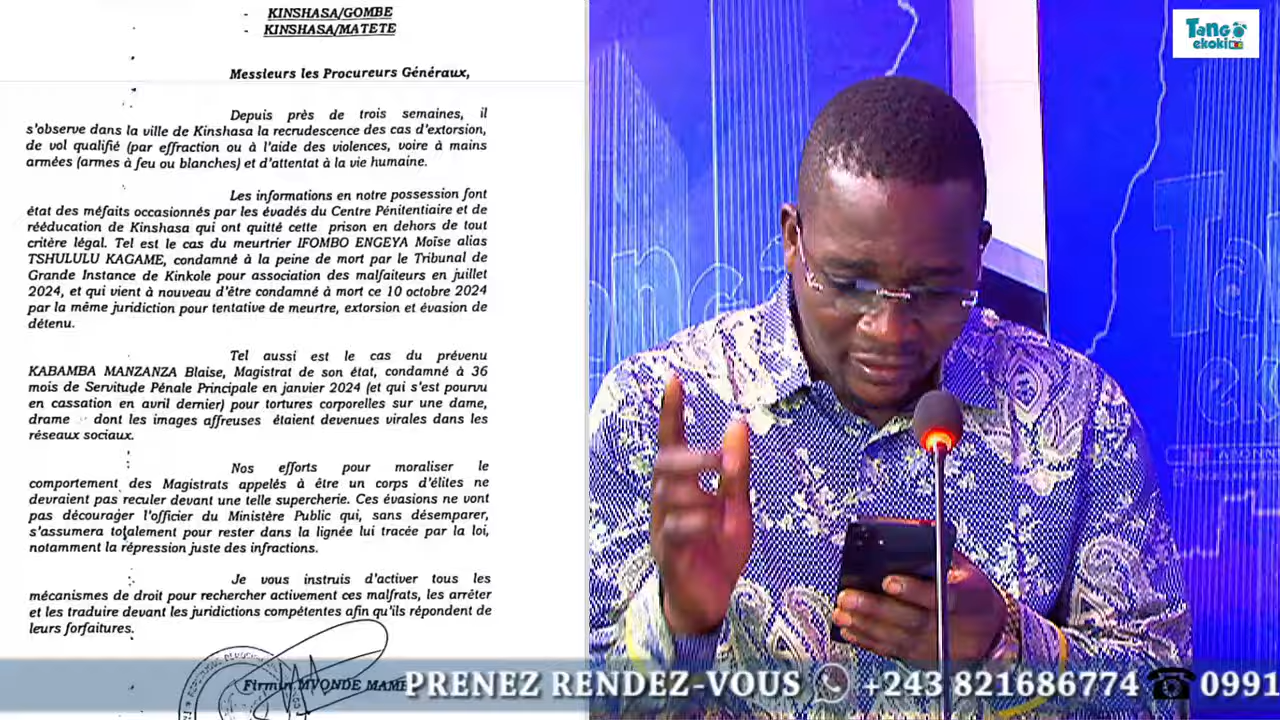 - KINSHASA/GOMBE
- KINSHASA/MATETE
Messieurs les Procureurs Généraux,
Depuis près de trois semaines, il
s'observe dans la ville de Kinshasa la recrudescence des cas d'extorsion,
de vol qualifié (par effraction ou à l'aide des violences, voire à mains
armées (armes à feu ou blanches) et d'attentat à la vie humaine.
Les informations en notre possession font
état des méfaits occasionnés par les évadés du Centre Pénitentiaire et de
rééducation de Kinshasa qui ont quitté cette prison en dehors de tout
critère légal. Tel est le cas du meurtrier IFOMBO ENGEYA Moïse alias
TSHULULU KAGAME, condamné à la peine de mort par le Tribunal de
Grande Instance de Kinkole pour association des malfaiteurs en juillet
2024, et qui vient à nouveau d'être condamné à mort ce 10 octobre 2024
par la même juridiction pour tentative de meurtre, extorsion et évasion de
détenu.
Tel aussi est le cas du prévenu
KABAMBA MANZANZA Blaise, Magistrat de son état, condamné à 36
mois de Servitude Pénale Principale en janvier 2024 (et qui s'est pourvu
en cassation en avril dernier) pour tortures corporelles sur une dame,
drame dont les images affreuses étaient devenues virales dans les
réseaux sociaux.
Nos efforts pour moraliser le
comportement des Magistrats appelés à être un corps d'élites ne
devraient pas reculer devant une telle supercherie. Ces évasions ne vont
pas décourager l'officier du Ministère Public qui, sans désemparer,
s'assumera totalement pour rester dans la lignée lui tracée par la loi,
notamment la répression juste des infractions.
Je vous instruis d'activer tous les
mécanismes de droit pour rechercher activement ces malfrats, les arrêter
et les traduire devant les juridictions compétentes afin qu'ils répondent de
leurs forfaitures.
Firmin MVONDE MAMB
PRENEZ RENDEZ-VOUS +243 821686774 0991
Tango
ekoki